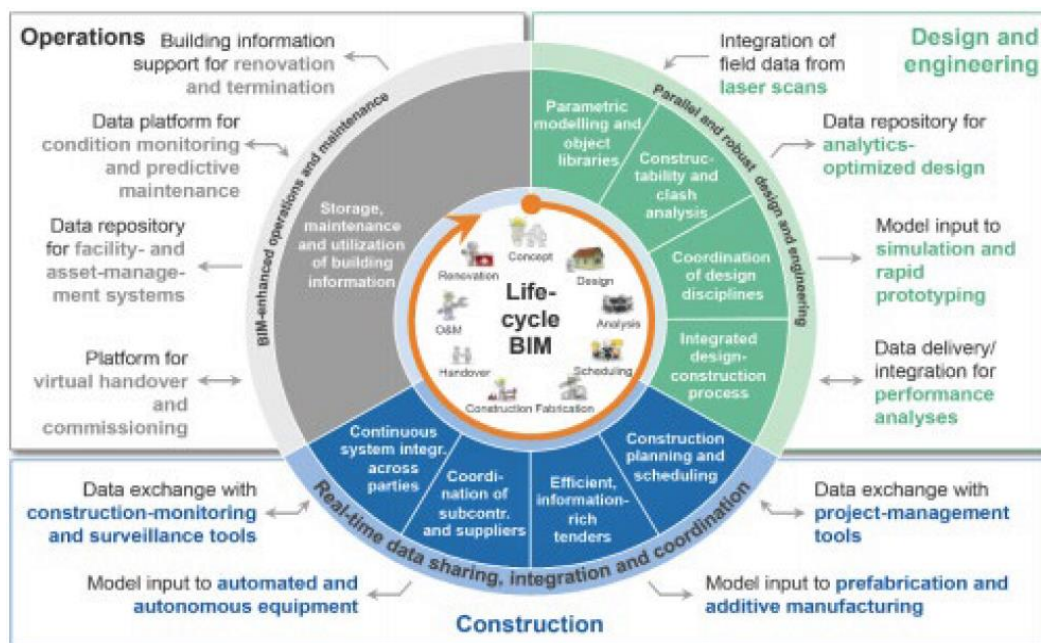 Operations
Building information
support for renovation
and termination
Data platform for
condition monitoring
and predictive
maintenance
Data repository
for facility- and
asset-manage-
ment systems
Platform for
virtual handover
and
commissioning
BIM-enhanced operations and maintenance
Storage,
maintenance
and utilization
of building
information
Design and
engineering
Integration of
field data from
laser scans
Data repository for
analytics-
optimized design
Model input to
simulation and
rapid
prototyping
Data delivery/
integration for
performance
analyses
Parallel and robust design and engineering
Parametric
modelling and
object
libraries
Construc-
tability and
clash
analysis
Coordination
of design
disciplines
Integrated
design-
construction
process
Life-
cycle
BIM
Concept
Design
Analysis
Scheduling
Fabrication
Construction
Handover
O&M
Renovation
Construction
planning and
scheduling
Efficient,
information-
rich
tenders
Coordi-
nation of
subcontr.
and suppliers
Continuous
system integr.
across
parties
Real-time data sharing, integration and coordination
Data exchange with
construction-monitoring
and surveillance tools
Model input to automated and
autonomous equipment
Data exchange with
project-management
tools
Model input to prefabrication and
additive manufacturing
Construction